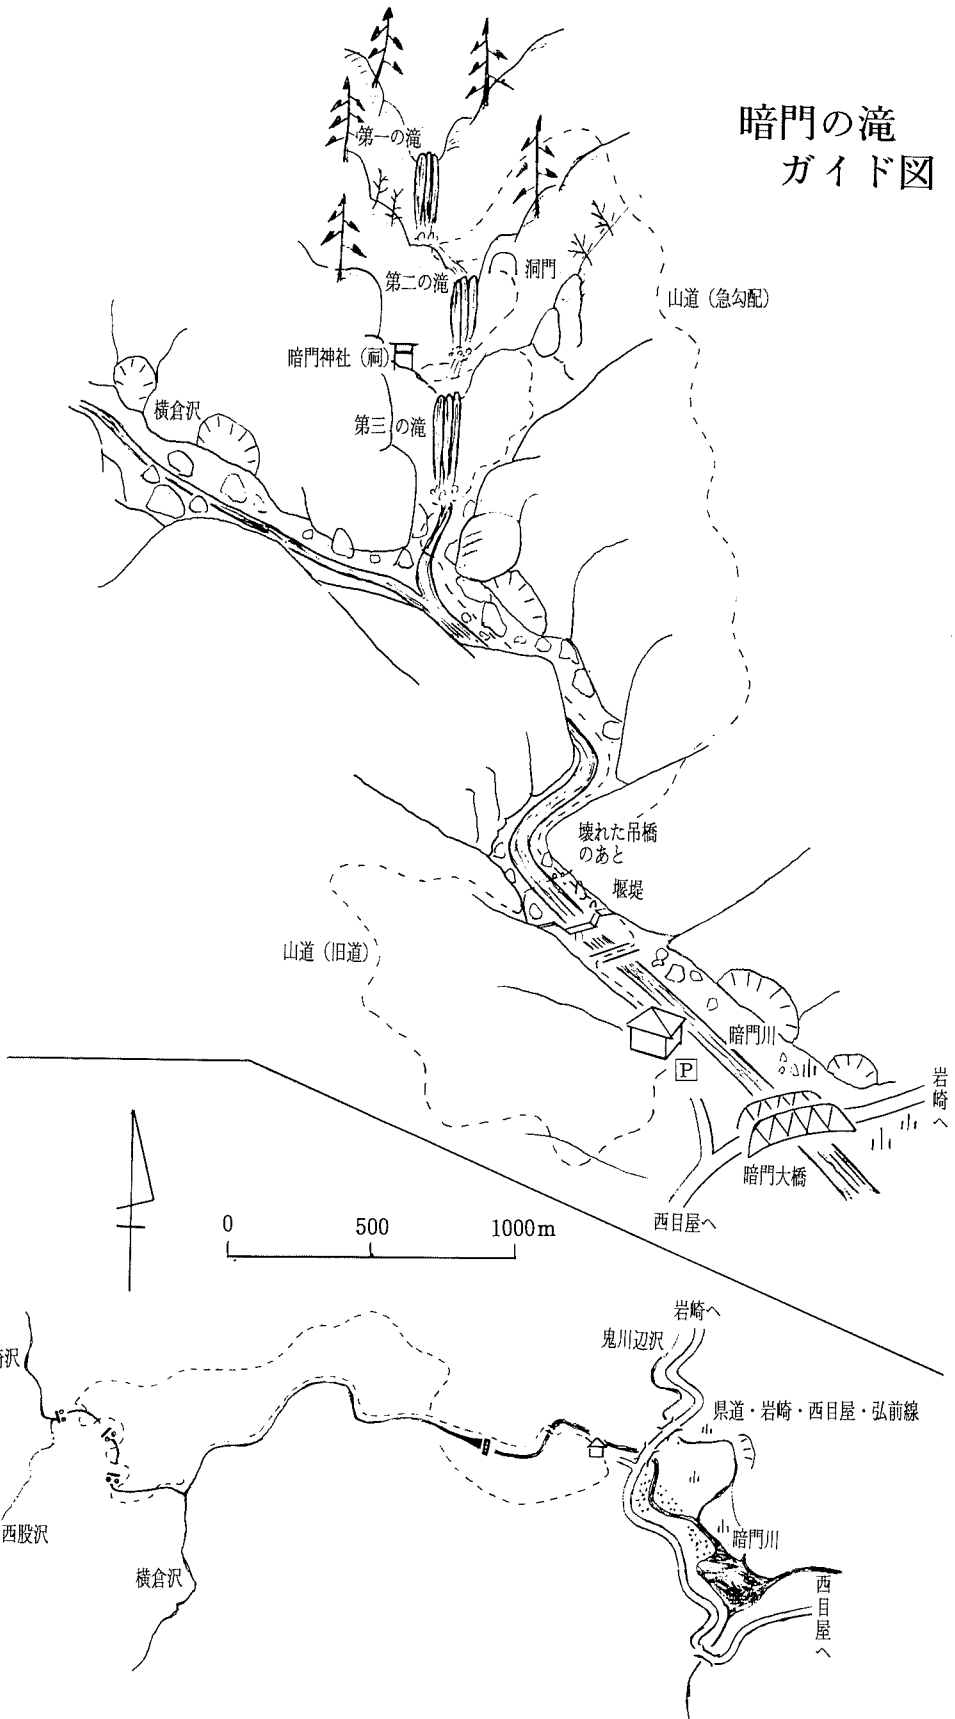 暗門の滝
ガイド図
第一の滝
第二の滝
洞門
山道（急勾配）
暗門神社（祠）
横倉沢
第三の滝
壊れた吊橋
のあと
堰堤
山道（旧道）
暗門川
P
岩崎へ
暗門大橋
西目屋へ
0 500 1000m
岩崎へ
鬼川辺沢
県道・岩崎・西目屋・弘前線
沢
西股沢
横倉沢
暗門川
西目屋へ